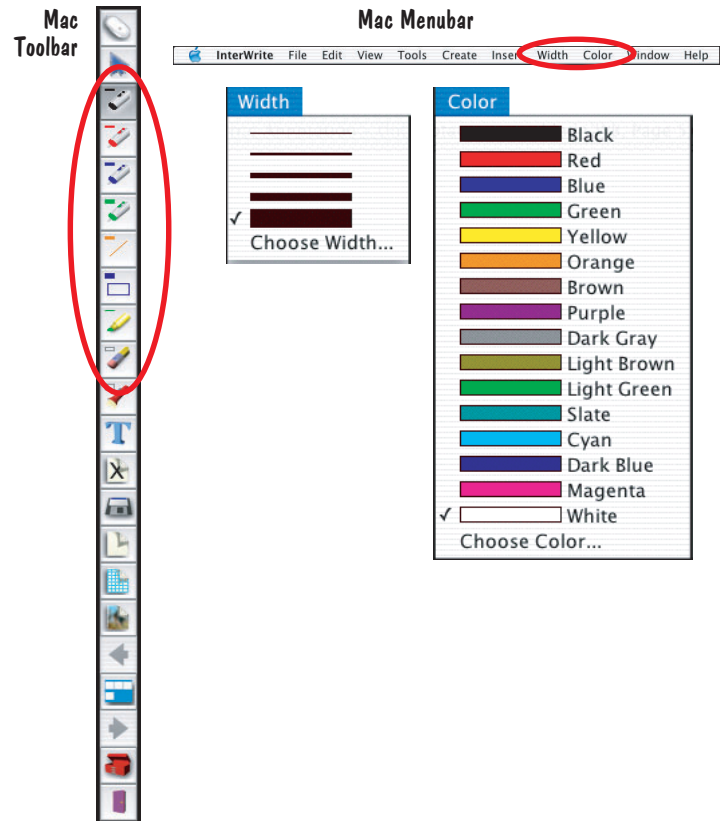 Mac
Toolbar
Mac Menubar
InterWrite File Edit View Tools Create Inser Width Color indow Help
Width
✓
Choose Width...
Color
Black
Red
Blue
Green
Yellow
Orange
Brown
Purple
Dark Gray
Light Brown
Light Green
Slate
Cyan
Dark Blue
Magenta
✓ White
Choose Color...
T
X